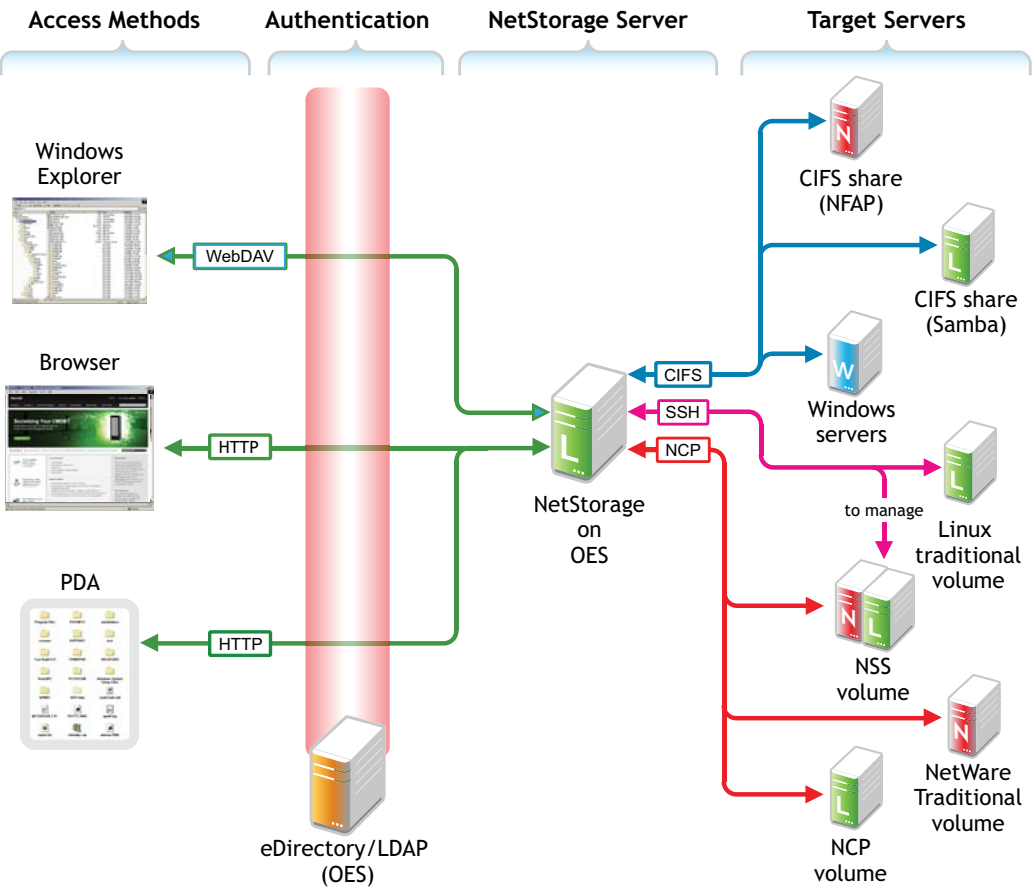 Access Methods
Authentication
NetStorage Server
Target Servers
Windows
Explorer
WebDAV
Browser
HTTP
PDA
HTTP
eDirectory/LDAP
(OES)
L
NetStorage
on
OES
CIFS
SSH
NCP
N
CIFS share
(NFAP)
L
CIFS share
(Samba)
W
Windows
servers
L
Linux
traditional
volume
to manage
N
L
NSS
volume
N
NetWare
Traditional
volume
L
NCP
volume